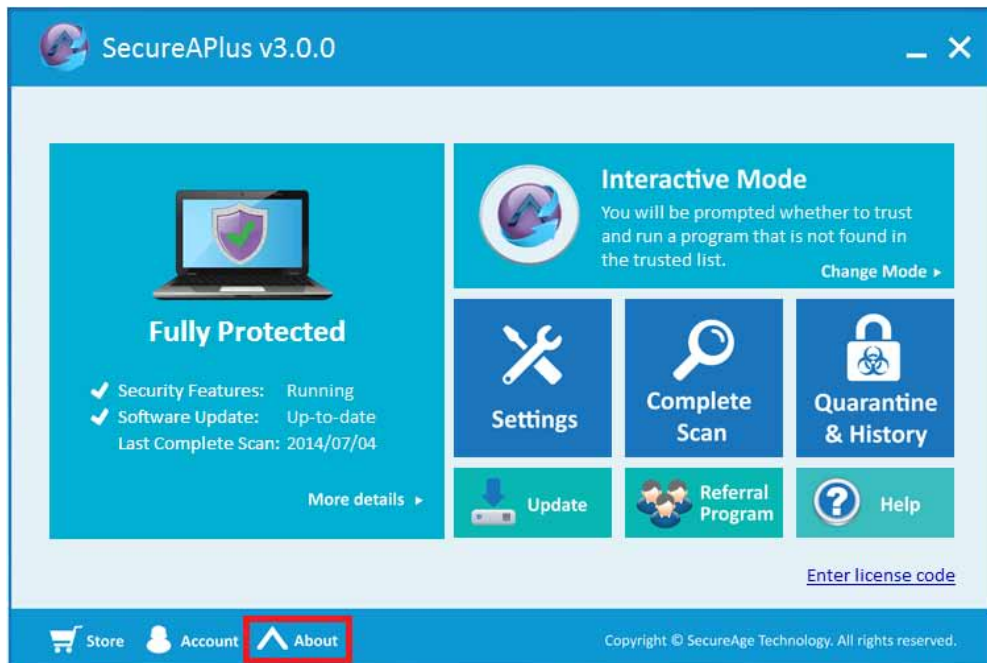 SecureAPlus v3.0.0
Fully Protected
Security Features: Running
Software Update: Up-to-date
Last Complete Scan: 2014/07/04
More details
Interactive Mode
You will be prompted whether to trust
and run a program that is not found in
the trusted list.
Change Mode
Settings
Complete
Scan
Quarantine
& History
Update
Referral
Program
Help
Enter license code
Store
Account
About
Copyright © SecureAge Technology. All rights reserved.